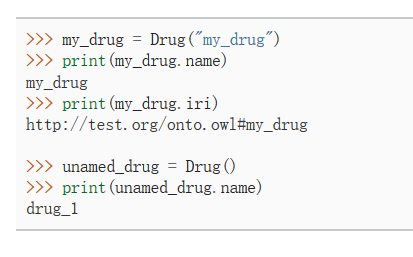 >>> my_drug = Drug("my_drug")
>>> print(my_drug.name)
my_drug
>>> print(my_drug.iri)
http://test.org/onto.owl#my_drug
>>> unamed_drug = Drug()
>>> print(unamed_drug.name)
drug_1